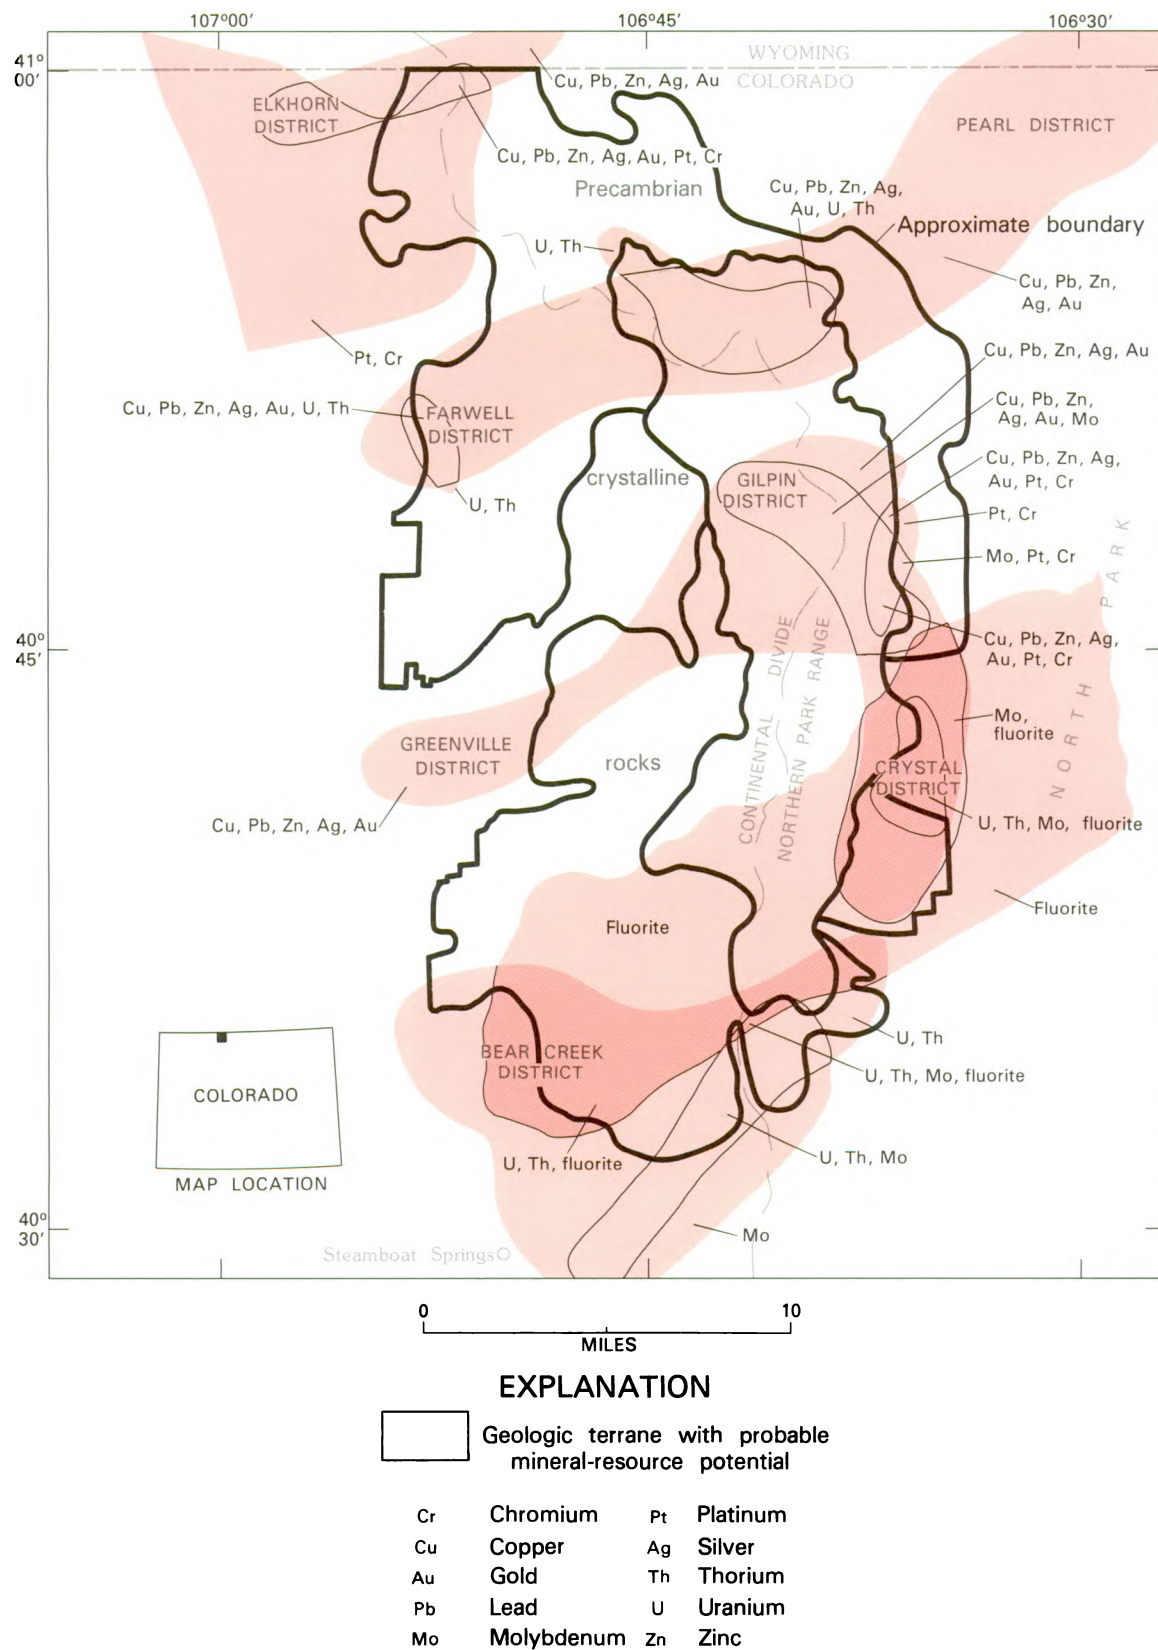 107°00′
106°45′
106°30′
41°
00′
WYOMING
COLORADO
Cu, Pb, Zn, Ag, Au
ELKHORN
DISTRICT
PEARL DISTRICT
Cu, Pb, Zn, Ag, Au, Pt, Cr
Precambrian
Cu, Pb, Zn, Ag,
Au, U, Th
Approximate boundary
U, Th
Cu, Pb, Zn,
Ag, Au
Pt, Cr
Cu, Pb, Zn, Ag, Au
Cu, Pb, Zn, Ag, Au, U, Th
FARWELL
DISTRICT
Cu, Pb, Zn,
Ag, Au, Mo
crystalline
GILPIN
DISTRICT
Cu, Pb, Zn, Ag,
Au, Pt, Cr
U, Th
Pt, Cr
Mo, Pt, Cr
NORTH PARK
40°
45′
Cu, Pb, Zn, Ag,
Au, Pt, Cr
CONTINENTAL DIVIDE
NORTHERN PARK RANGE
Mo,
fluorite
GREENVILLE
DISTRICT
rocks
CRYSTAL
DISTRICT
Cu, Pb, Zn, Ag, Au
U, Th, Mo, fluorite
Fluorite
Fluorite
U, Th
BEAR CREEK
DISTRICT
U, Th, Mo, fluorite
COLORADO
U, Th, fluorite
U, Th, Mo
MAP LOCATION
40°
30′
Mo
Steamboat Springs
0 10
MILES
EXPLANATION
Geologic terrane with probable
mineral-resource potential
Cr Chromium Pt Platinum
Cu Copper Ag Silver
Au Gold Th Thorium
Pb Lead U Uranium
Mo Molybdenum Zn Zinc